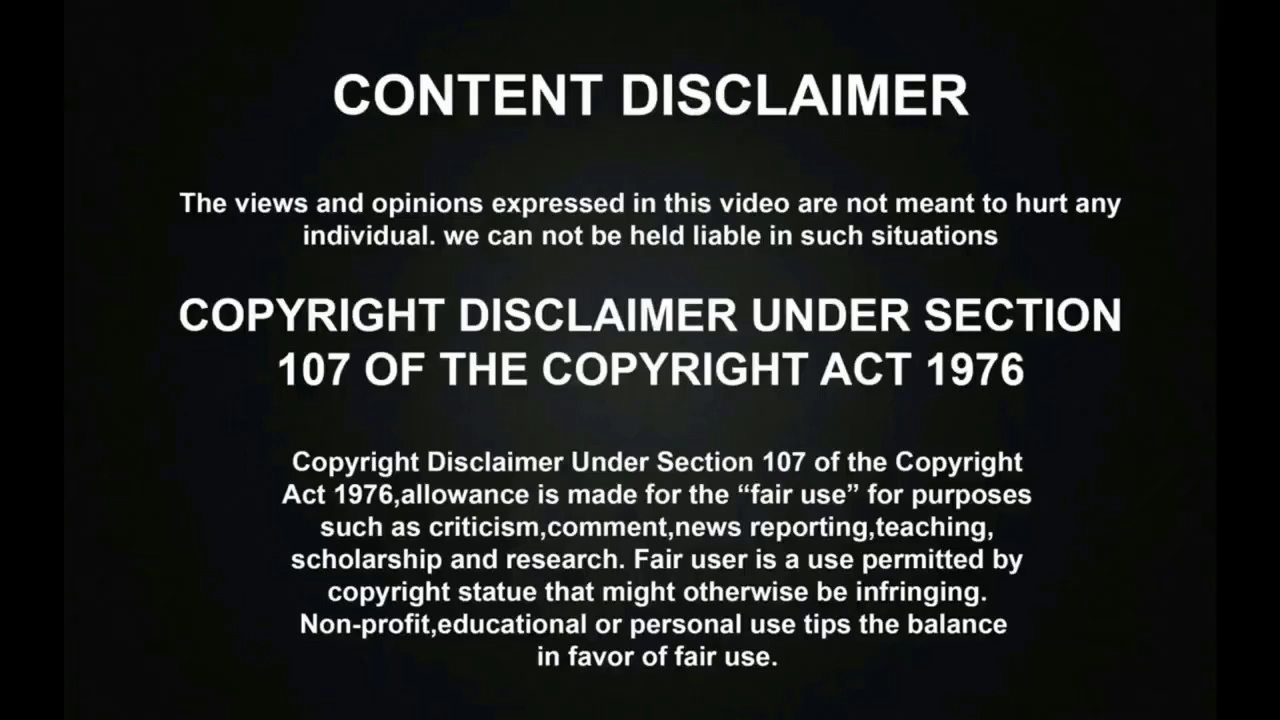 CONTENT DISCLAIMER
The views and opinions expressed in this video are not meant to hurt any
individual. we can not be held liable in such situations
COPYRIGHT DISCLAIMER UNDER SECTION
107 OF THE COPYRIGHT ACT 1976
Copyright Disclaimer Under Section 107 of the Copyright
Act 1976,allowance is made for the “fair use” for purposes
such as criticism,comment,news reporting,teaching,
scholarship and research. Fair user is a use permitted by
copyright statue that might otherwise be infringing.
Non-profit,educational or personal use tips the balance
in favor of fair use.